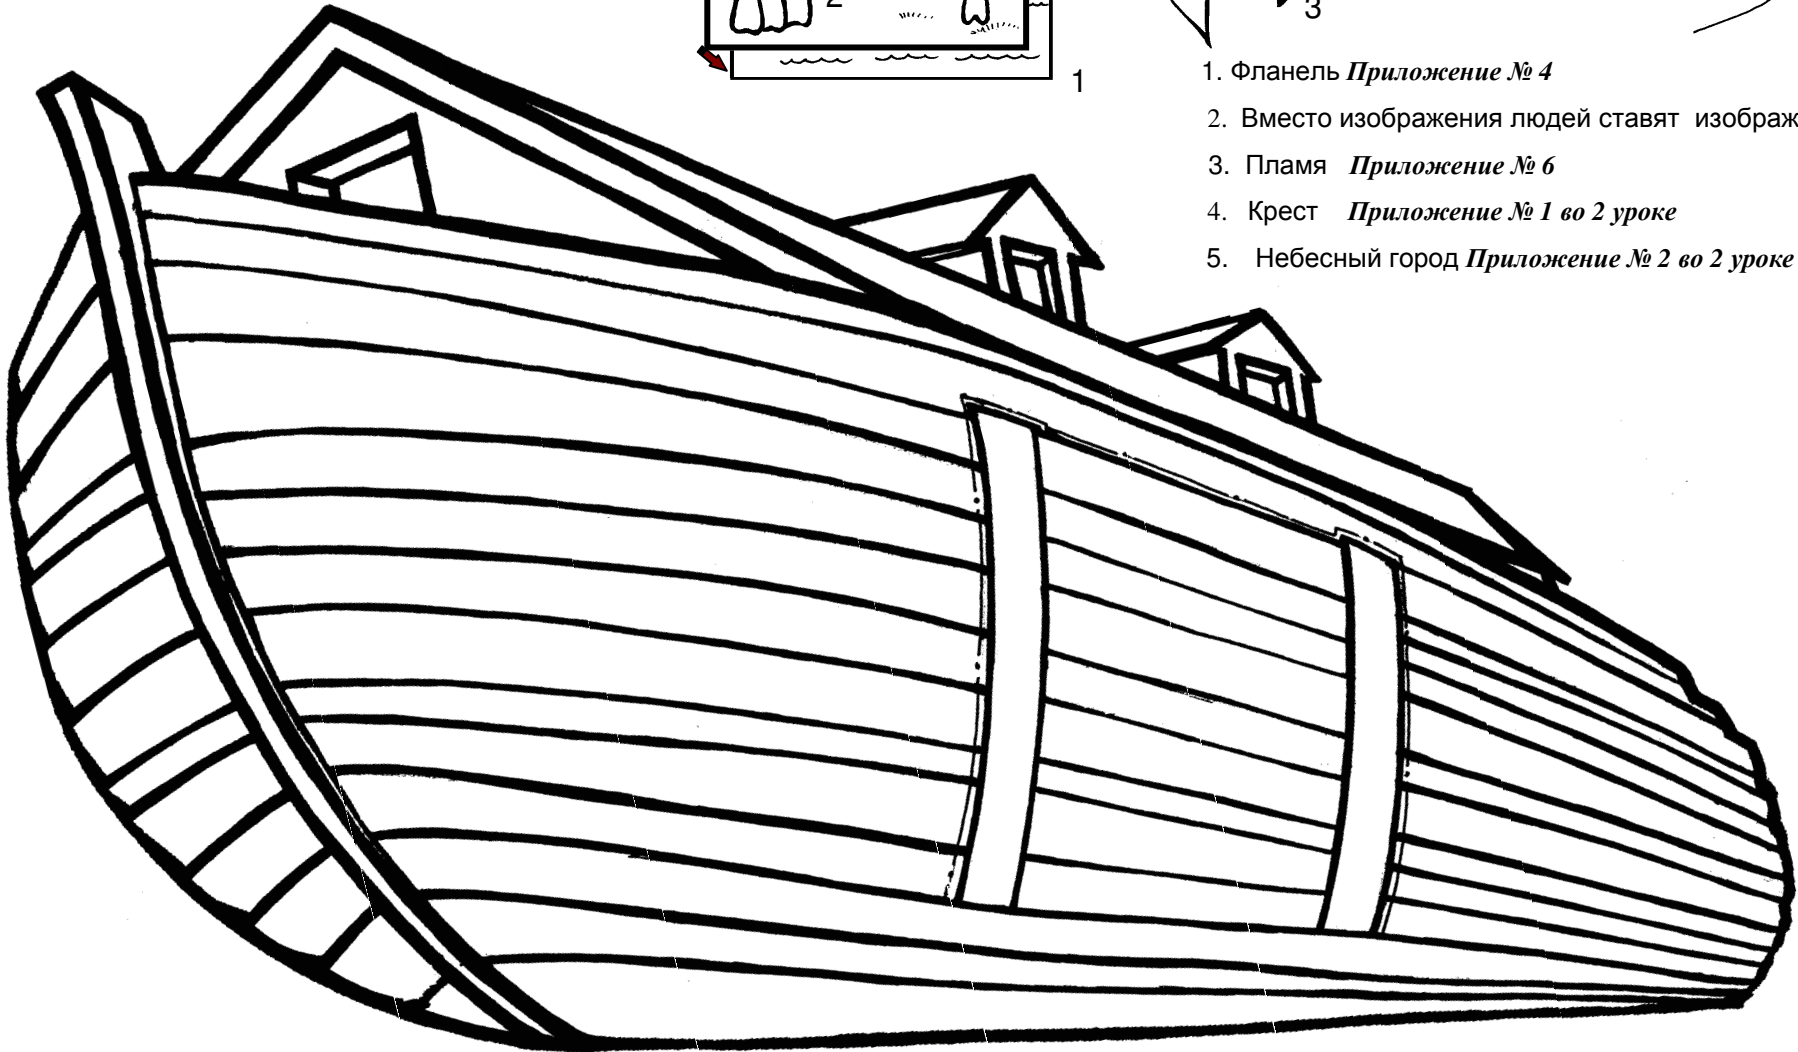 2
3
1
1. Фланель Приложение № 4
2. Вместо изображения людей ставят изображ
3. Пламя Приложение № 6
4. Крест Приложение № 1 во 2 уроке
5. Небесный город Приложение № 2 во 2 уроке